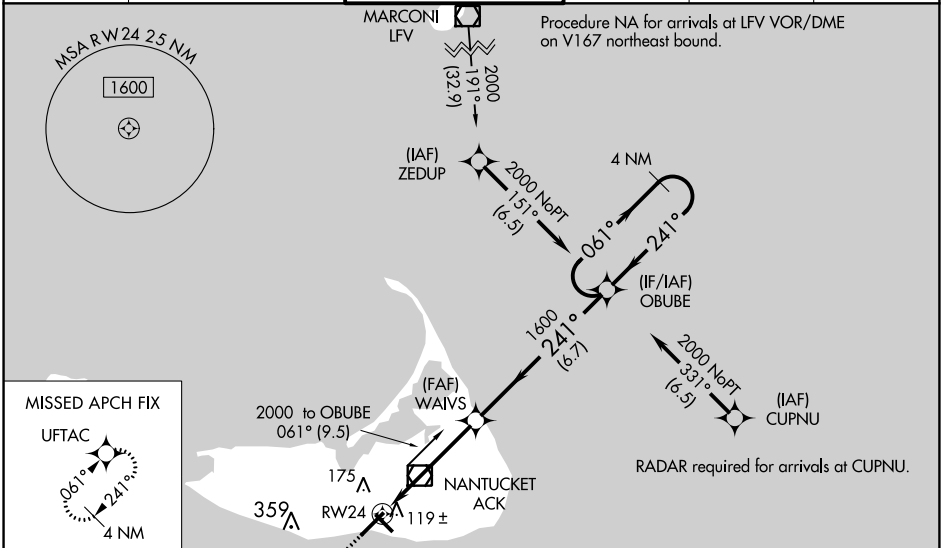 MARCONI
LFV
Procedure NA for arrivals at LFV VOR/DME
on V167 northeast bound.
MSA RW24 25 NM
1600
2000
191°
(32.9)
(IAF)
ZEDUP
2000 NoPT
151°
(6.5)
4 NM
061°
241°
(IF/IAF)
OBUBE
1600
241°
(6.7)
2000 NoPT
331°
(6.5)
(IAF)
CUPNU
(FAF)
WAIVS
2000 to OBUBE
061° (9.5)
RADAR required for arrivals at CUPNU.
MISSED APCH FIX
UFTAC
061°
241°
4 NM
175
NANTUCKET
ACK
359
RW24
119 ±